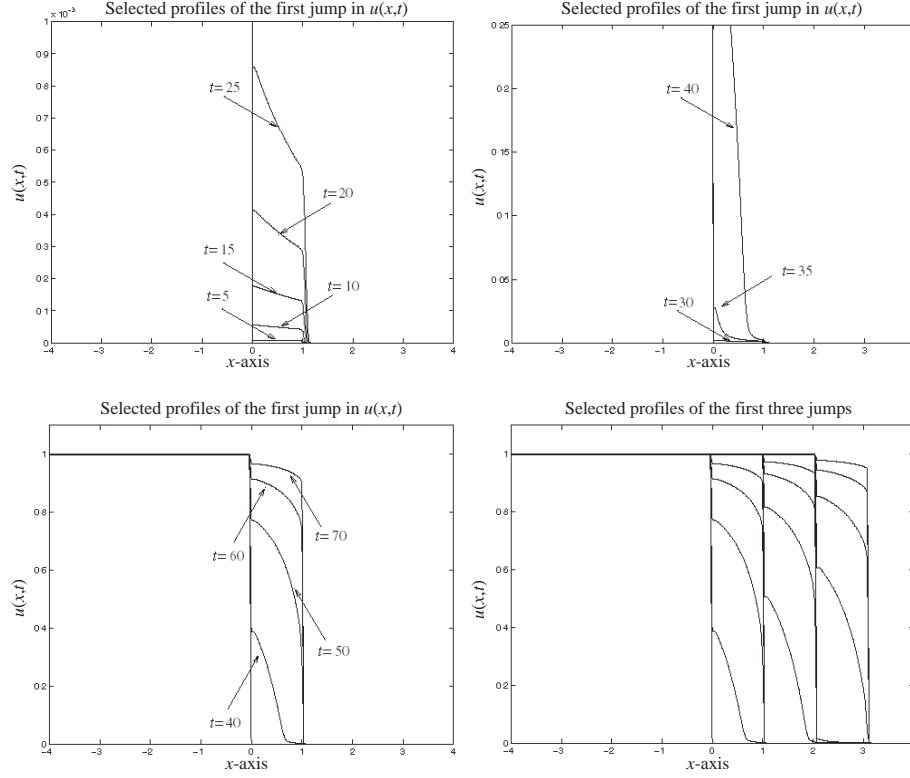 Selected profiles of the first jump in u(x,t)
1 × 10⁻³
0·9
0·8
0·7
0·6
0·5
0·4
0·3
0·2
0·1
0
u(x,t)
t= 25
t= 20
t= 15
t= 10
t= 5
-4 -3 -2 -1 0 1 2 3 4
x-axis
Selected profiles of the first jump in u(x,t)
0·25
0·2
0·15
0·1
0·05
0
u(x,t)
t= 40
t= 35
t= 30
-4 -3 -2 -1 0 1 2 3 4
x-axis
Selected profiles of the first jump in u(x,t)
1
0·8
0·6
0·4
0·2
0
u(x,t)
t= 70
t= 60
t= 50
t= 40
-4 -3 -2 -1 0 1 2 3 4
x-axis
Selected profiles of the first three jumps
1
0·8
0·6
0·4
0·2
0
u(x,t)
-4 -3 -2 -1 0 1 2 3 4
x-axis